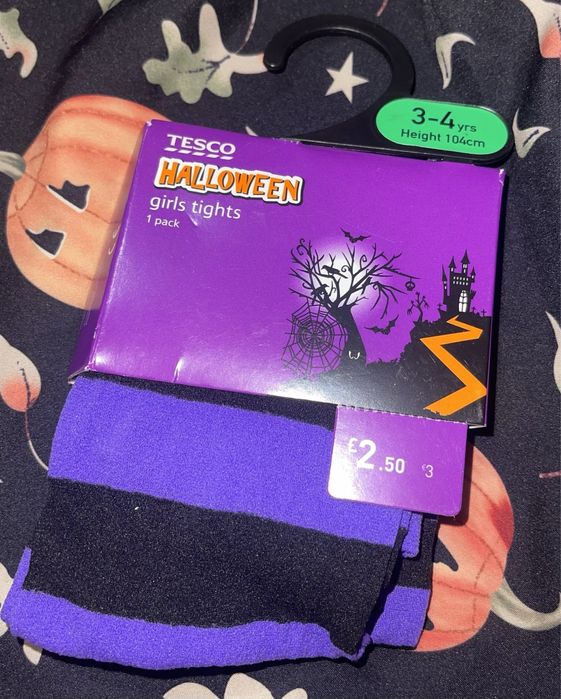 3-4 yrs
Height 104cm
TESCO
HALLOWEEN
girls tights
1 pack
£2.50 €3